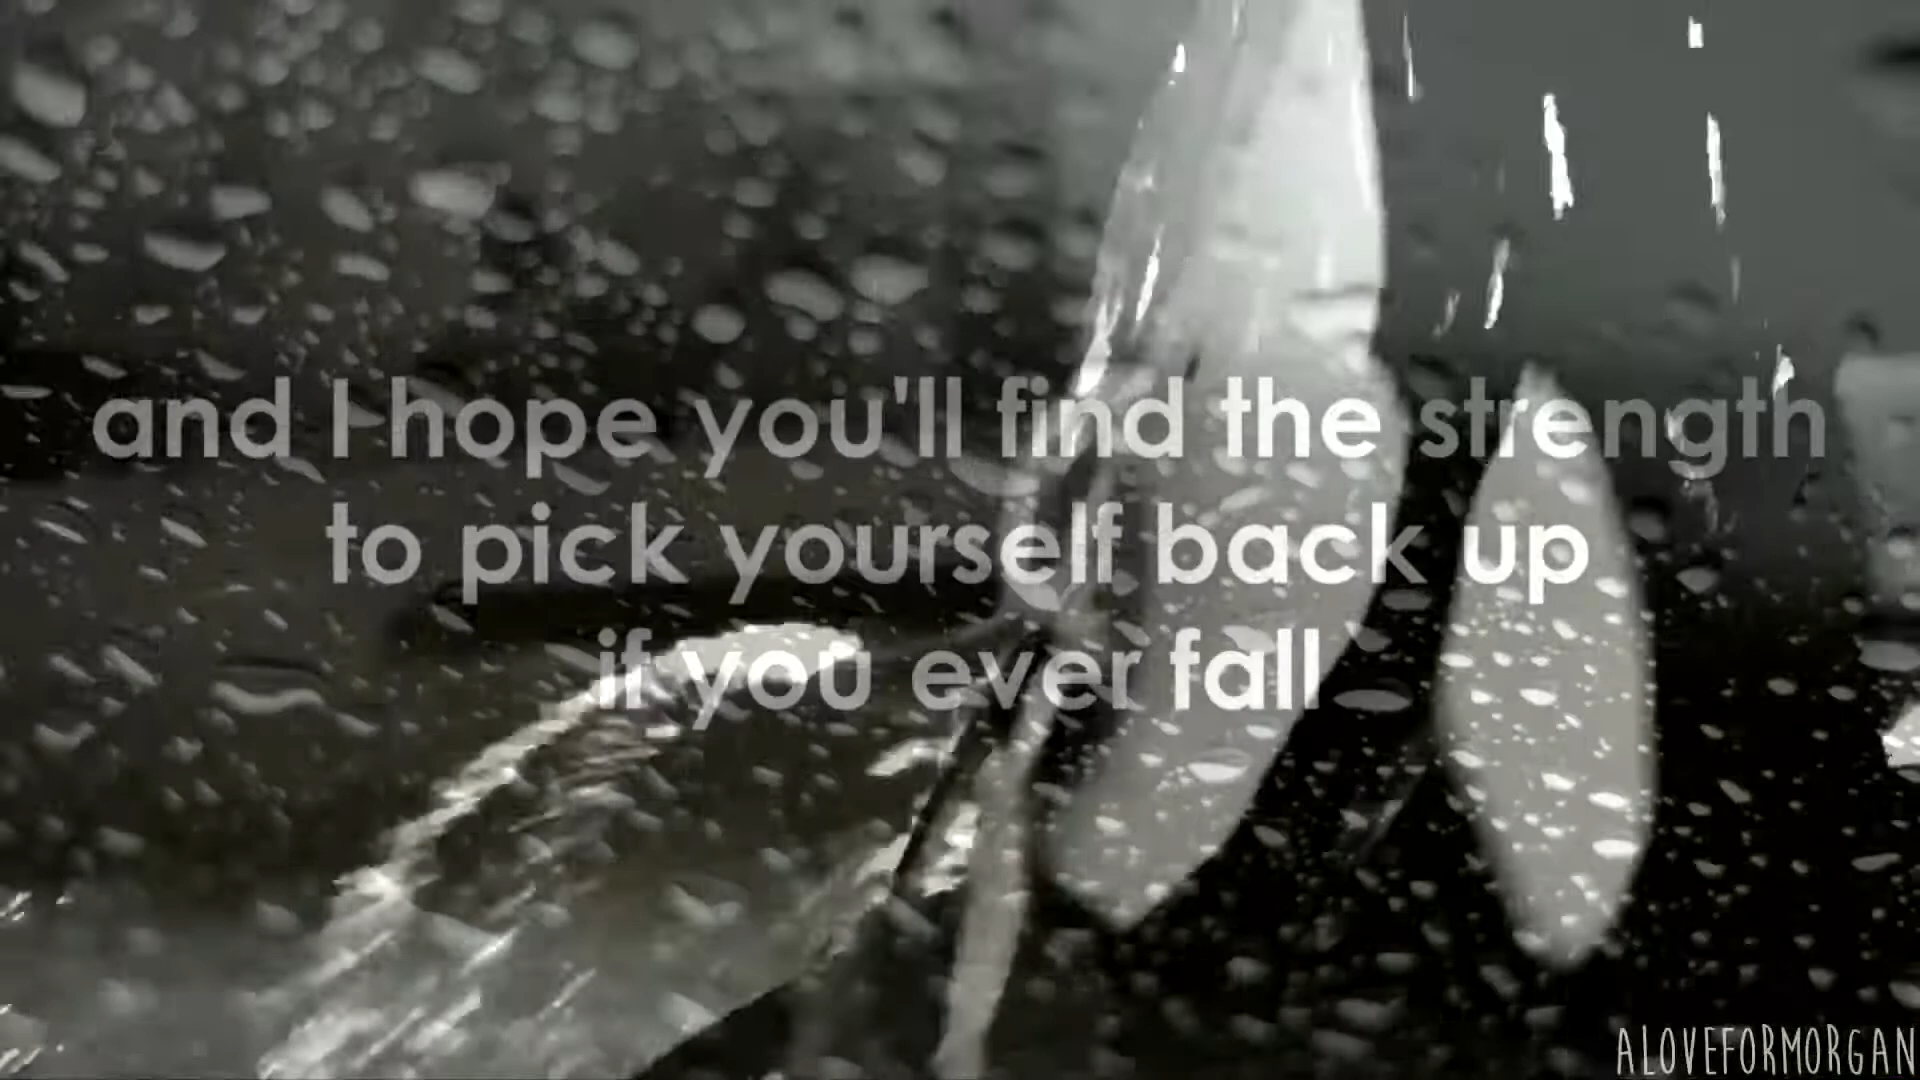 and I hope you'll find the strength
to pick yourself back up
if you ever fall
ALOVEFORMORGAN